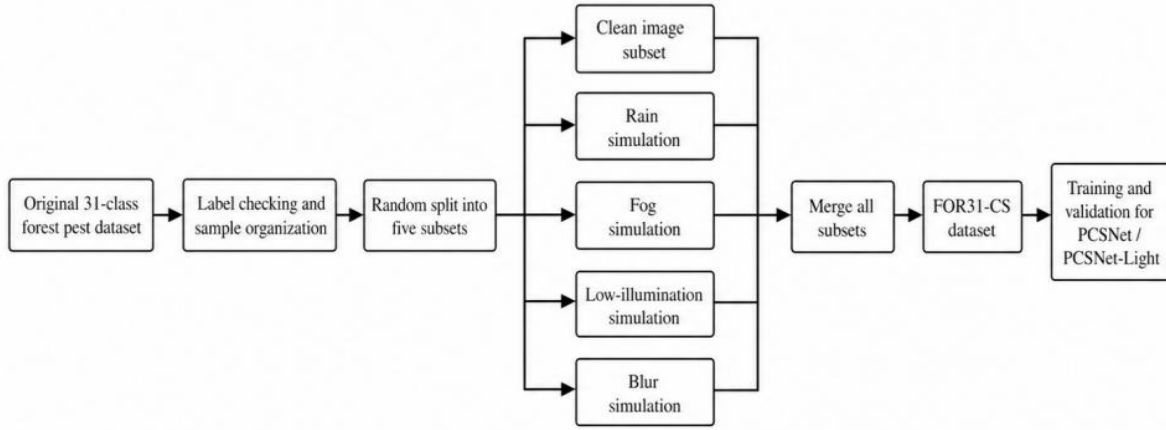 Original 31-class
forest pest dataset
Label checking and
sample organization
Random split into
five subsets
Clean image
subset
Rain
simulation
Fog
simulation
Low-illumination
simulation
Blur
simulation
Merge all
subsets
FOR31-CS
dataset
Training and
validation for
PCSNet /
PCSNet-Light